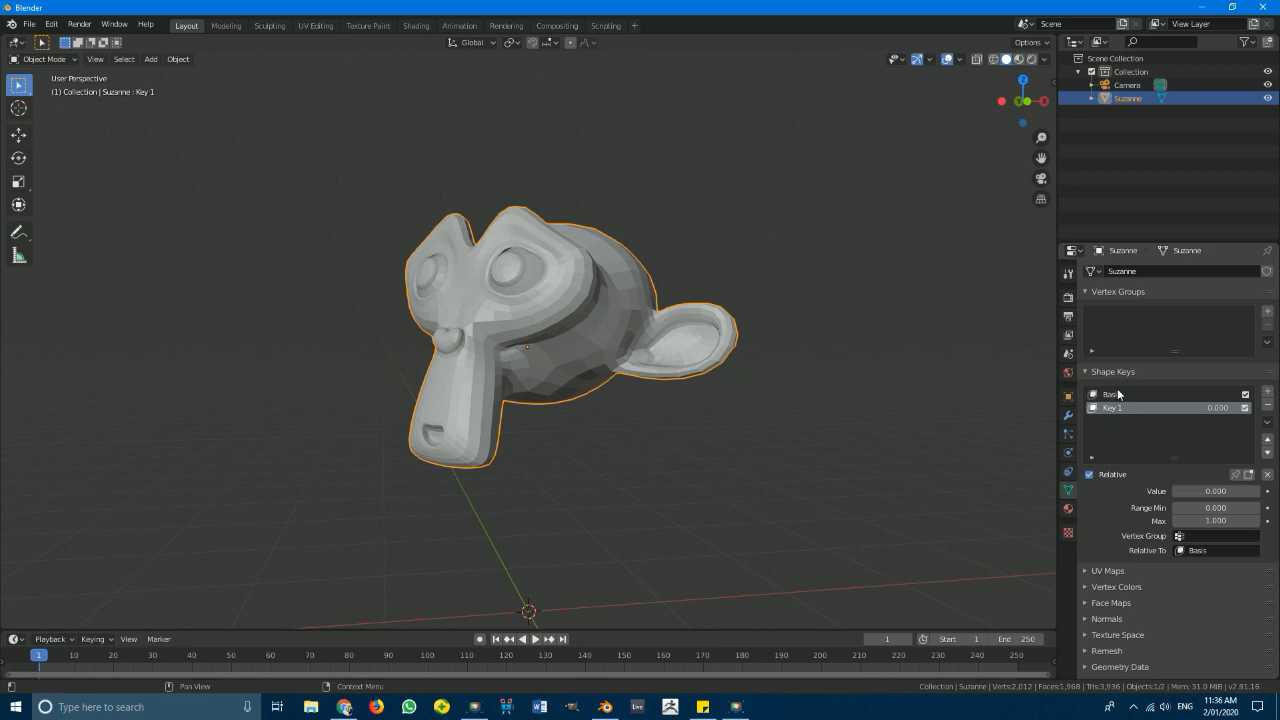 Blender
File Edit Render Window Help Layout Modeling Sculpting UV Editing Texture Paint Shading Animation Rendering Compositing Scripting + Scene View Layer
Global Options
Object Mode View Select Add Object
User Perspective
(1) Collection | Suzanne : Key 1
Z
Y
X
Scene Collection
Collection
Camera
Suzanne
Suzanne Suzanne
Suzanne
Vertex Groups
Shape Keys
Key 1 0.000
Relative
Value 0.000
Range Min 0.000
Max 1.000
Vertex Group
Relative To Basis
UV Maps
Vertex Colors
Face Maps
Normals
Texture Space
Remesh
Geometry Data
Playback Keying View Marker 1 Start 1 End 250
1 10 20 30 40 50 60 70 80 90 100 110 120 130 140 150 160 170 180 190 200 210 220 230 240 250
Pan View Context Menu Collection | Suzanne | Verts:2,012 | Faces:1,968 | Tris:3,936 | Objects:1/2 | Mem: 31.0 MiB | v2.81.16
Type here to search Live ENG 11:36 AM
2/01/2020